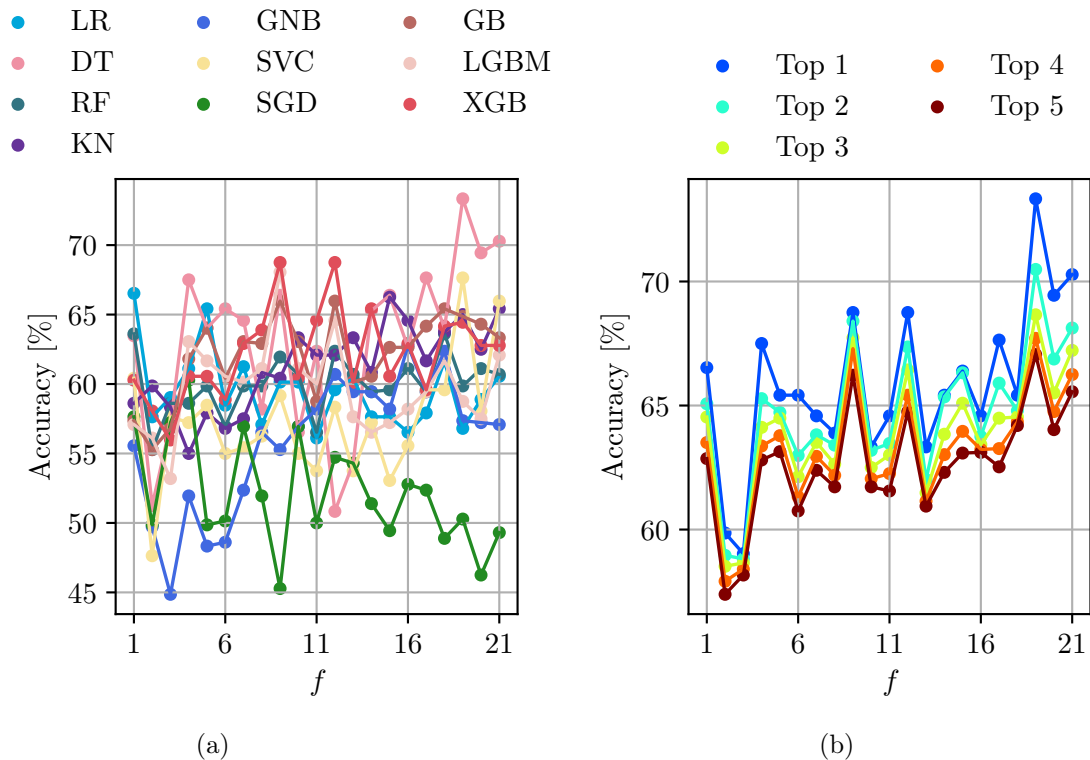 LR GNB GB
DT SVC LGBM
RF SGD XGB
KN
Accuracy [%]
70
65
60
55
50
45
1 6 11 16 21
f
(a)
Top 1 Top 4
Top 2 Top 5
Top 3
Accuracy [%]
70
65
60
1 6 11 16 21
f
(b)